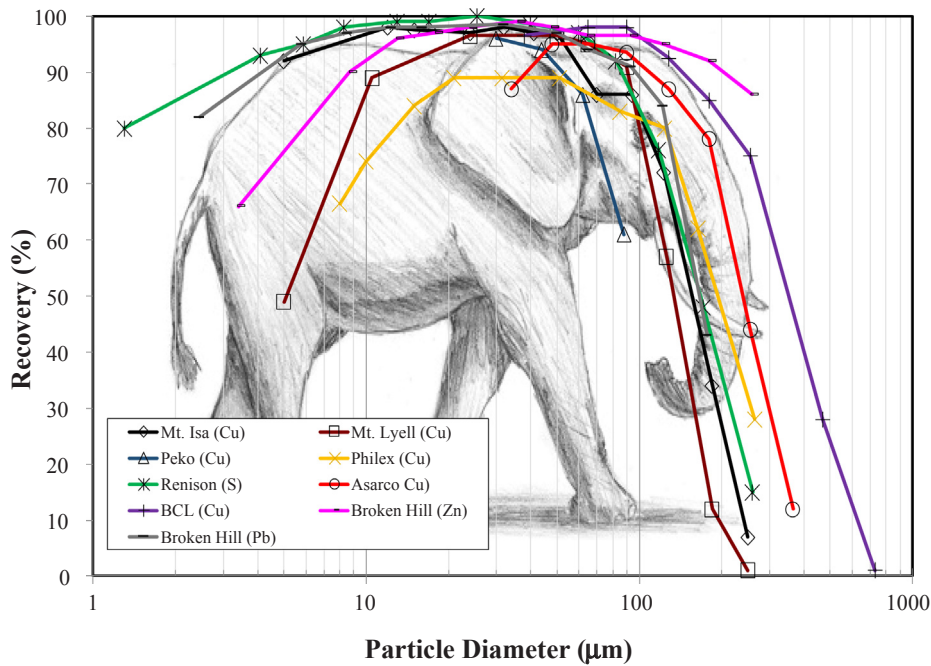 100
90
80
70
60
50
40
30
20
10
0
Recovery (%)
Mt. Isa (Cu)
Mt. Lyell (Cu)
Peko (Cu)
Philex (Cu)
Renison (S)
Asarco Cu)
BCL (Cu)
Broken Hill (Zn)
Broken Hill (Pb)
1 10 100 1000
Particle Diameter (μm)